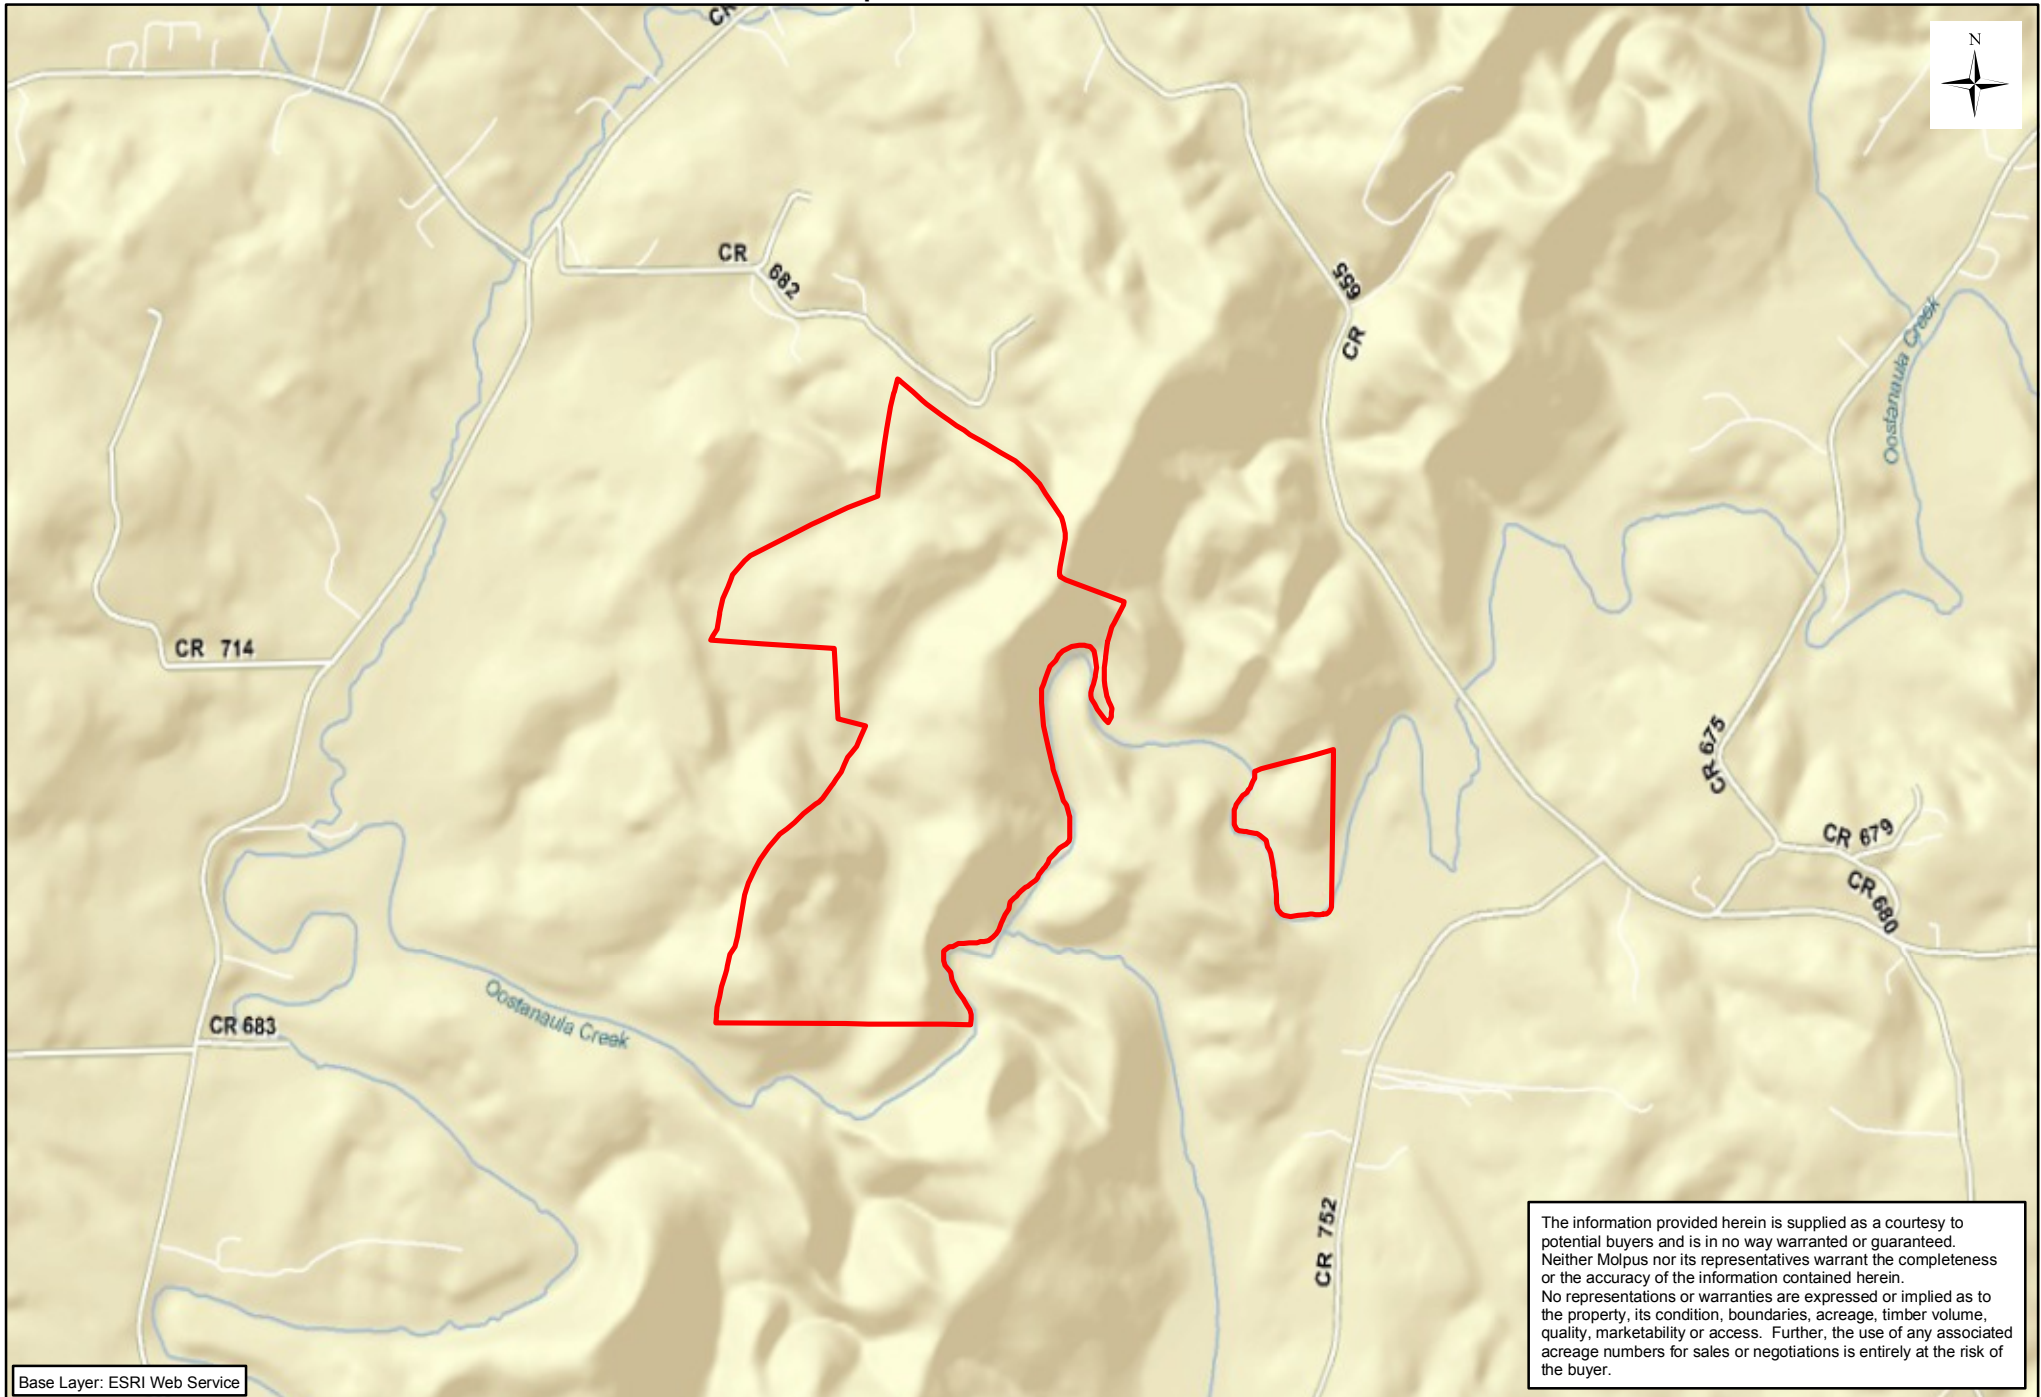 CR
N
CR
682
655
CR
Oostanaula Creek
CR 714
CR 675
CR 679
CR 680
Oostanaula Creek
CR 683
CR 752
The information provided herein is supplied as a courtesy to
potential buyers and is in no way warranted or guaranteed.
Neither Molpus nor its representatives warrant the completeness
or the accuracy of the information contained herein.
No representations or warranties are expressed or implied as to
the property, its condition, boundaries, acreage, timber volume,
quality, marketability or access. Further, the use of any associated
acreage numbers for sales or negotiations is entirely at the risk of
the buyer.
Base Layer: ESRI Web Service